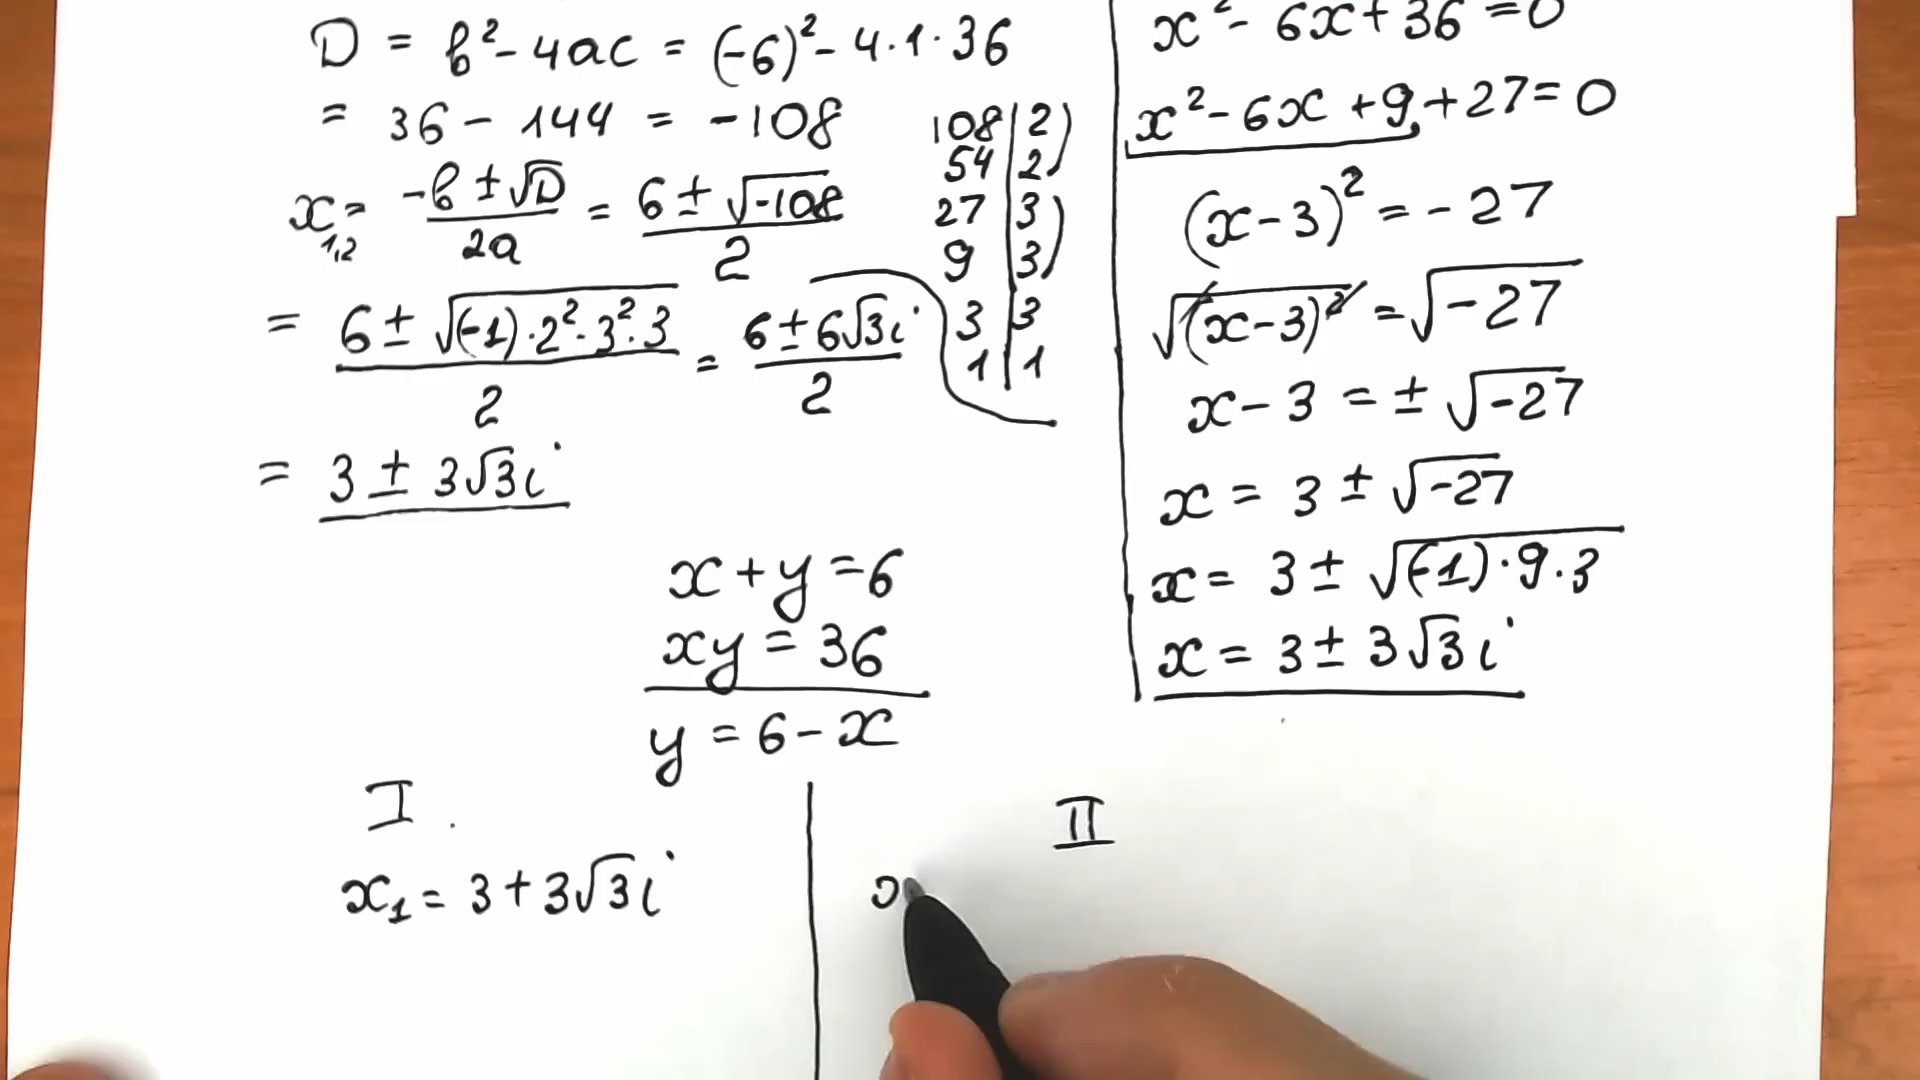 D = b² - 4ac = (-6)² - 4·1·36
= 36 - 144 = -108
x₁,₂ = (-b ± √D)/2a = (6 ± √-108)/2
= (6 ± √(-1)·2²·3²·3)/2 = (6 ± 6√3i)/2
= 3 ± 3√3i
108 | 2
54 | 2
27 | 3
9 | 3
3 | 3
1 | 1
x² - 6x + 36 = 0
x² - 6x + 9 + 27 = 0
(x - 3)² = -27
√(x - 3)² = √-27
x - 3 = ± √-27
x = 3 ± √-27
x = 3 ± √(-1)·9·3
x = 3 ± 3√3i
x + y = 6
xy = 36
y = 6 - x
I.
x₁ = 3 + 3√3i
II